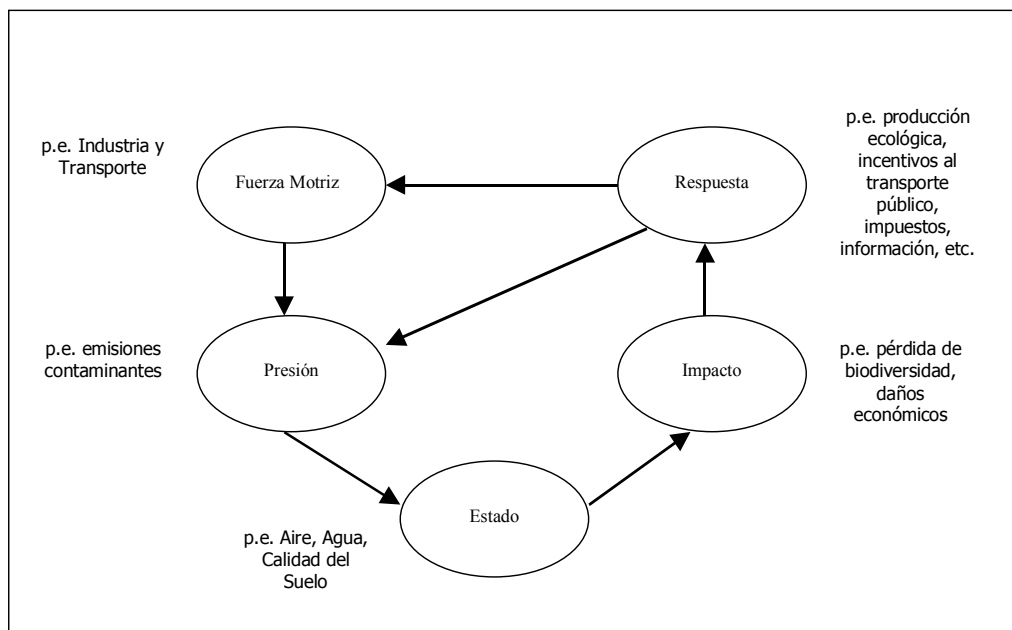 p.e. Industria y
Transporte
Fuerza Motriz
Respuesta
p.e. producción
ecológica,
incentivos al
transporte
público,
impuestos,
información, etc.
p.e. emisiones
contaminantes
Presión
Impacto
p.e. pérdida de
biodiversidad,
daños
económicos
Estado
p.e. Aire, Agua,
Calidad del
Suelo